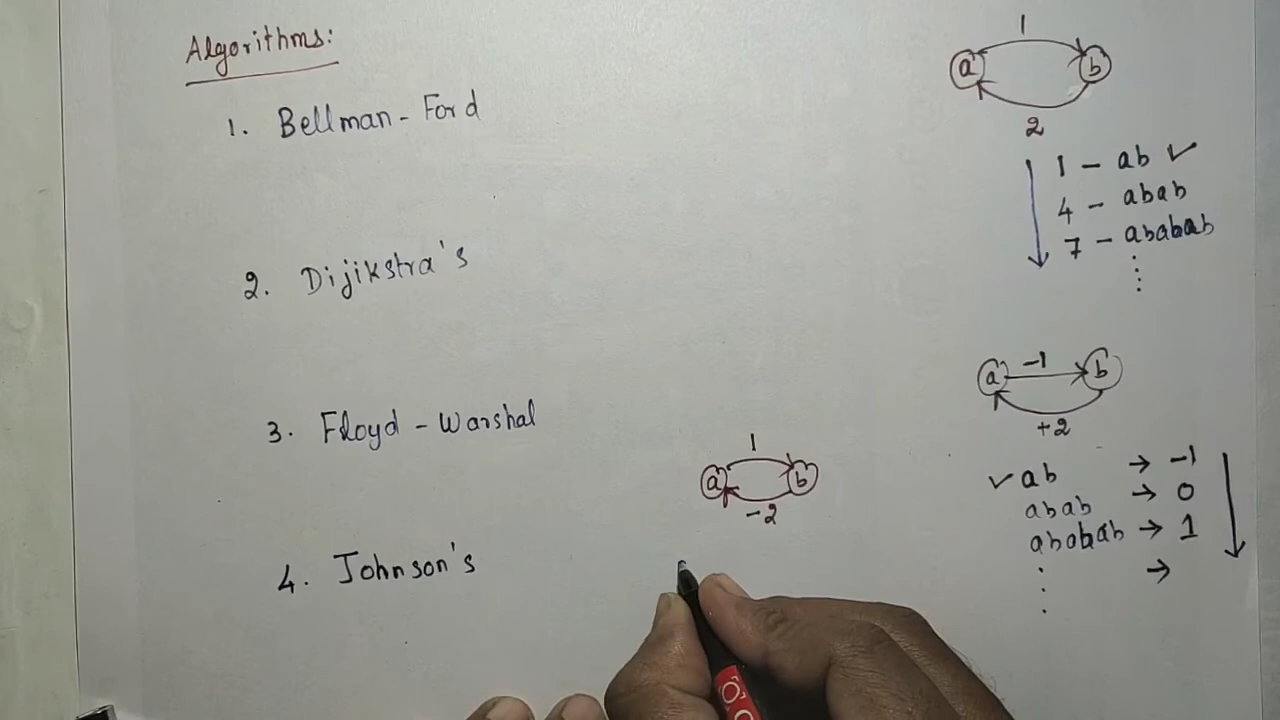 Algorithms:
1. Bellman - Ford
2. Dijikstra's
3. Floyd - Warshal
4. Johnson's
1
a b
2
1 - ab ✓
4 - abab
7 - ababab
a -1 b
+2
✓ ab → -1
abab → 0
ababab → 1
→
1
a b
-2